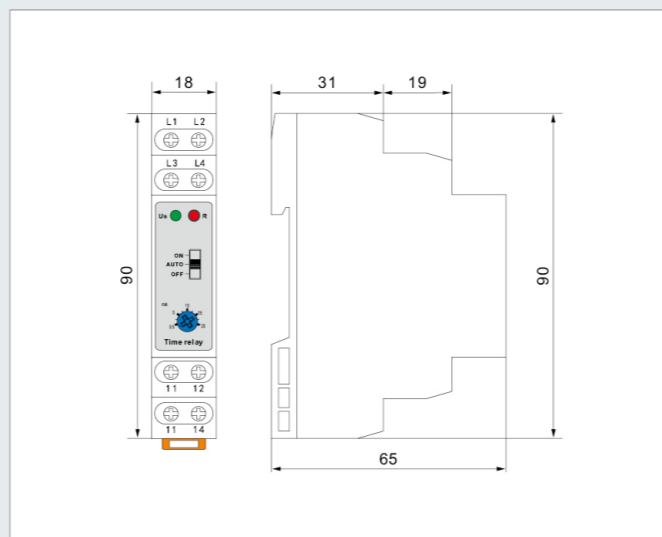 18
31
19
L1 L2
L3 L4
Us R
ON
AUTO
OFF
90
90
Time relay
11 12
11 14
65